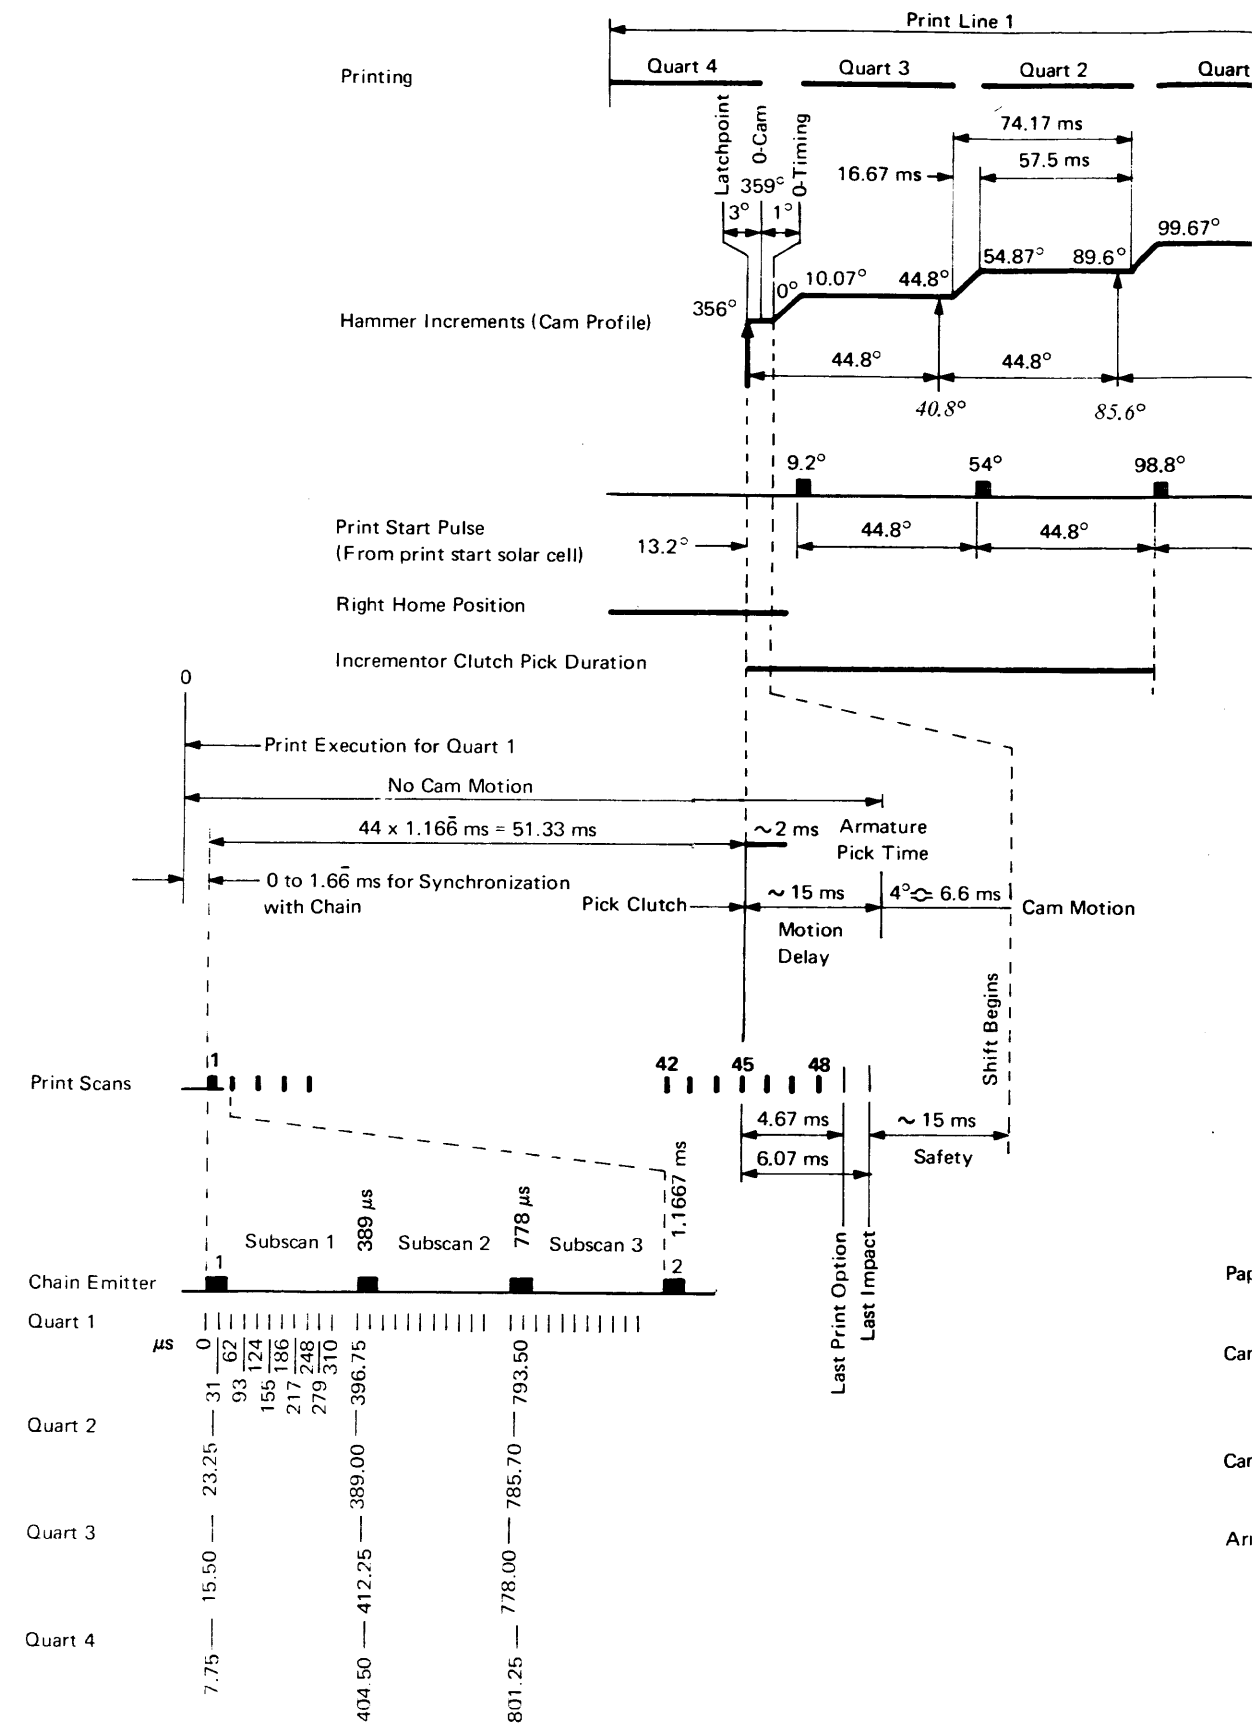 Print Line 1
Printing
Quart 4
Quart 3
Quart 2
Quart
Latchpoint
0-Cam
0-Timing
74.17 ms
16.67 ms
57.5 ms
359°
3°
1°
356°
0°
10.07°
44.8°
54.87°
89.6°
99.67°
Hammer Increments (Cam Profile)
44.8°
44.8°
40.8°
85.6°
9.2°
54°
98.8°
Print Start Pulse
(From print start solar cell)
13.2°
44.8°
44.8°
Right Home Position
Incrementor Clutch Pick Duration
0
Print Execution for Quart 1
No Cam Motion
44 x 1.166̅ ms = 51.33 ms
~2 ms
Armature
Pick Time
0 to 1.66̅ ms for Synchronization
with Chain
Pick Clutch
~ 15 ms
Motion
Delay
4°≎ 6.6 ms
Cam Motion
Shift Begins
Print Scans
1
42
45
48
4.67 ms
6.07 ms
~ 15 ms
Safety
Last Print Option
Last Impact
Chain Emitter
1
Subscan 1
389 µs
Subscan 2
778 µs
Subscan 3
1.1667 ms
2
Quart 1
µs
0
31
62
93
124
155
186
217
248
279
310
396.75
793.50
Quart 2
23.25
389.00
785.70
Quart 3
15.50
412.25
778.00
Quart 4
7.75
404.50
801.25
Pap
Car
Car
Arr